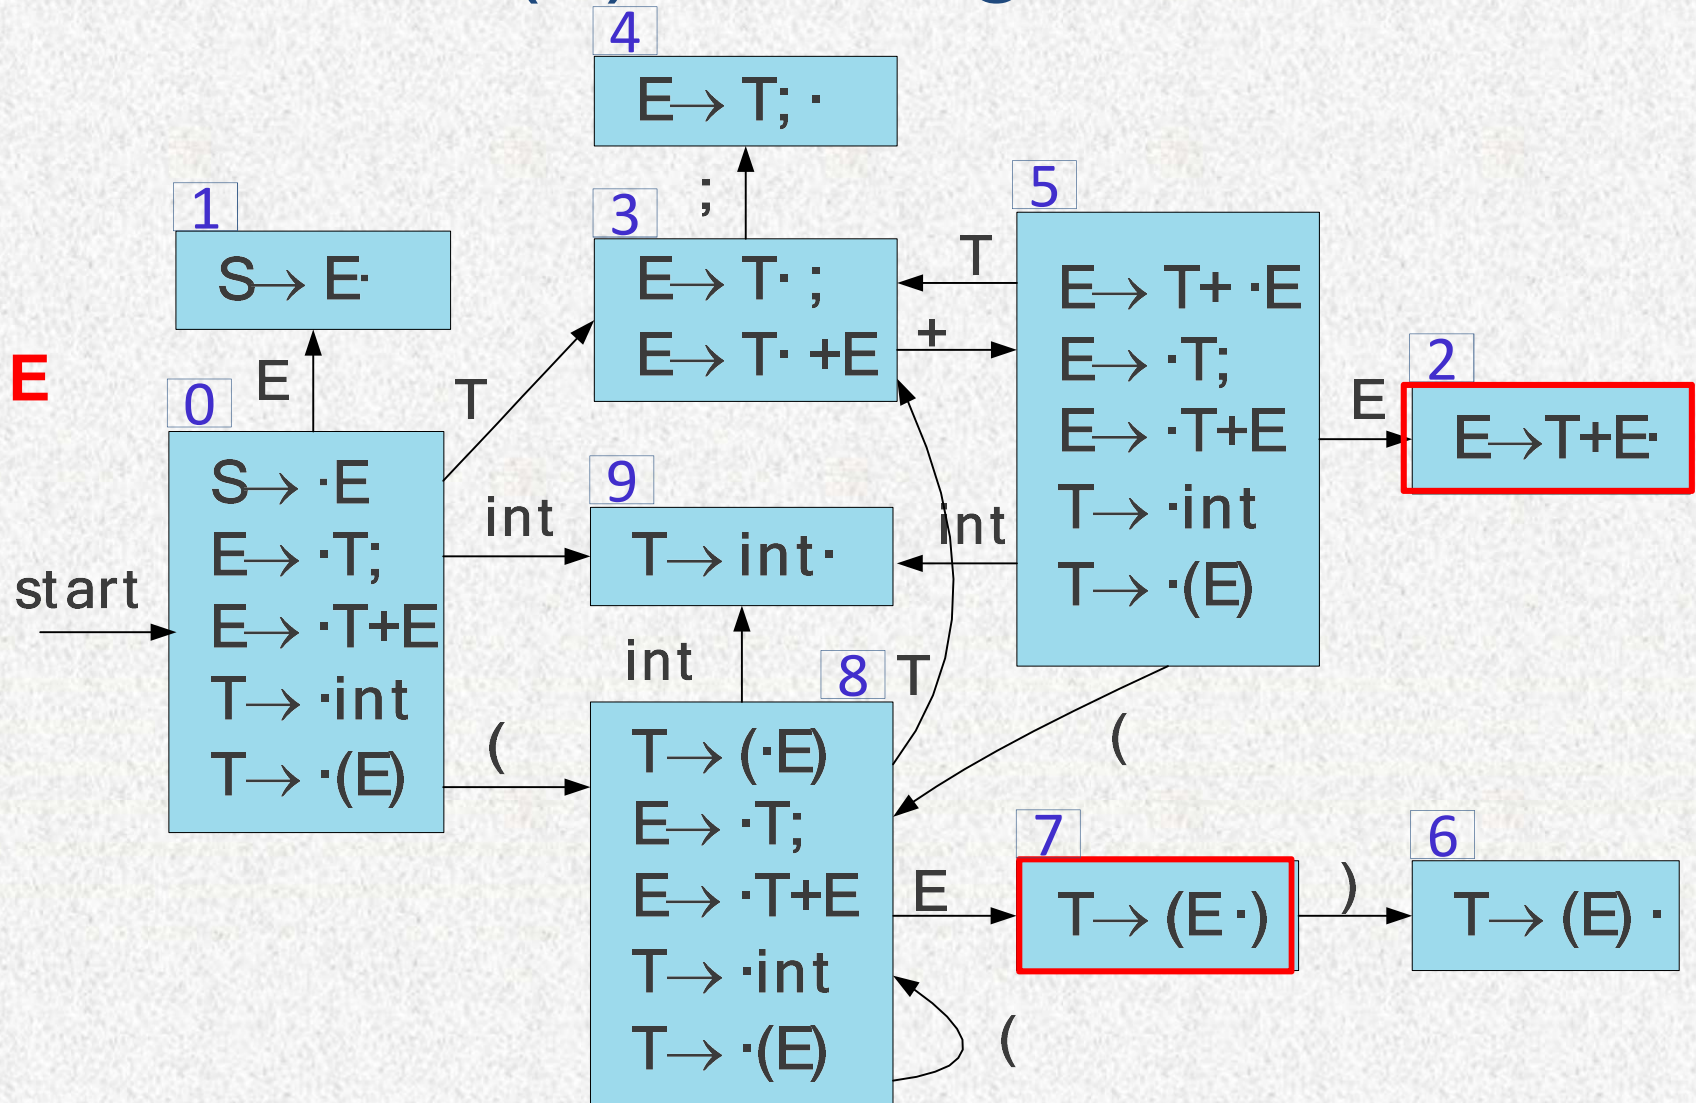 4
E→ T; ·
;
1
S→ E·
3
E→ T· ;
E→ T· +E
T
+
5
E→ T+ ·E
E→ ·T;
E→ ·T+E
T→ ·int
T→ ·(E)
E
2
E→T+E·
E
0
E
T
S→ ·E
E→ ·T;
E→ ·T+E
T→ ·int
T→ ·(E)
start
int
(
9
T→ int·
int
int
8
T
T→ (·E)
E→ ·T;
E→ ·T+E
T→ ·int
T→ ·(E)
(
E
(
7
T→ (E ·)
)
6
T→ (E) ·